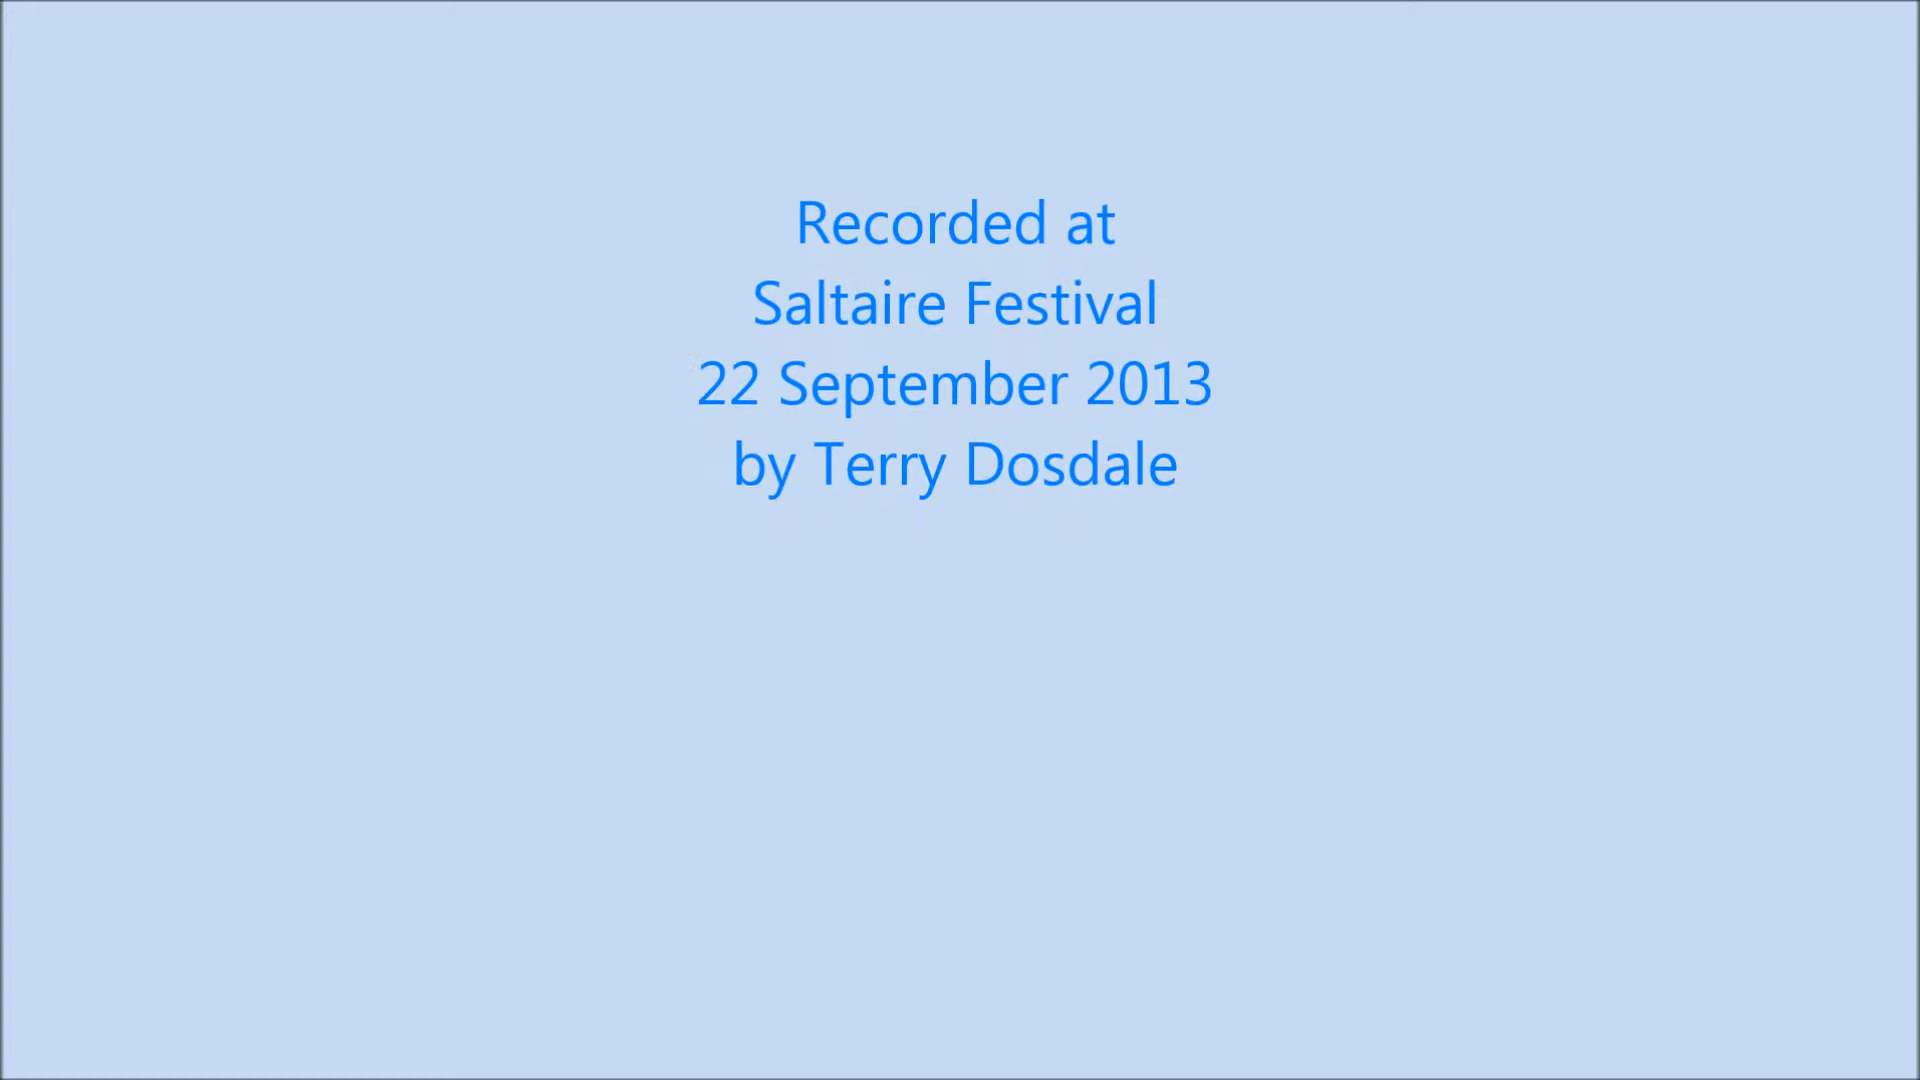 Recorded at
Saltaire Festival
22 September 2013
by Terry Dosdale